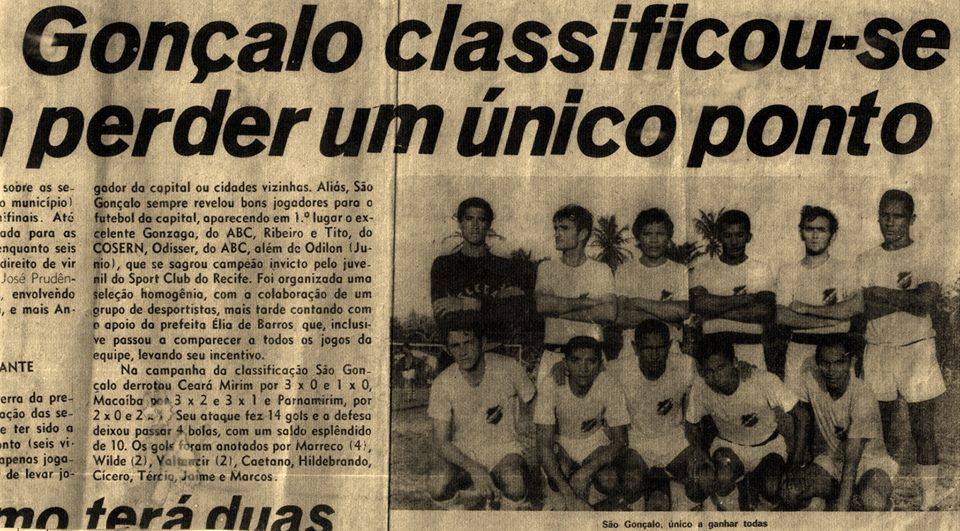 Gonçalo classificou-se
perder um único ponto
sobre as se-
o município)
finais. Até
ada para as
enquanto seis
direito de vir
José Prudên-
, envolvendo
, e mais An-
ANTE
erra da pre-
ação das se-
e ter sido a
onto (seis vi-
apenas joga-
de levar jo-
gador da capital ou cidades vizinhas. Aliás, São
Gonçalo sempre revelou bons jogadores para o
futebol da capital, aparecendo em 1.º lugar o ex-
celente Gonzaga, do ABC, Ribeiro e Tito, do
COSERN, Odisser, do ABC, além de Odilon (Ju-
nio), que se sagrou campeão invicto pelo juve-
nil do Sport Club do Recife. Foi organizada uma
seleção homogênia, com a colaboração de um
grupo de desportistas, mais tarde contando com
o apoio da prefeita Élia de Barros que, inclusi-
ve passou a comparecer a todos os jogos da
equipe, levando seu incentivo.
Na campanha da classificação São Gon-
çalo derrotou Ceará Mirim por 3 x 0 e 1 x 0,
Macaíba por 3 x 2 e 3 x 1 e Parnamirim, por
2 x 0 e 2 x Seu ataque fez 14 gols e a defesa
deixou passar 4 bolas, com um saldo esplêndido
de 10. Os gols foram anotados por Marreco (4),
Wilde (2), (2), Caetano, Hildebrando,
Cícero, Tércio, Jaime e Marcos.
mo terá duas
São Gonçalo, único a ganhar todas